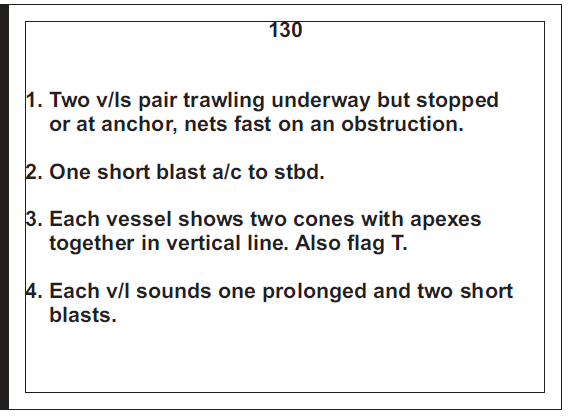 130
1. Two v/ls pair trawling underway but stopped
or at anchor, nets fast on an obstruction.
2. One short blast a/c to stbd.
3. Each vessel shows two cones with apexes
together in vertical line. Also flag T.
4. Each v/l sounds one prolonged and two short
blasts.